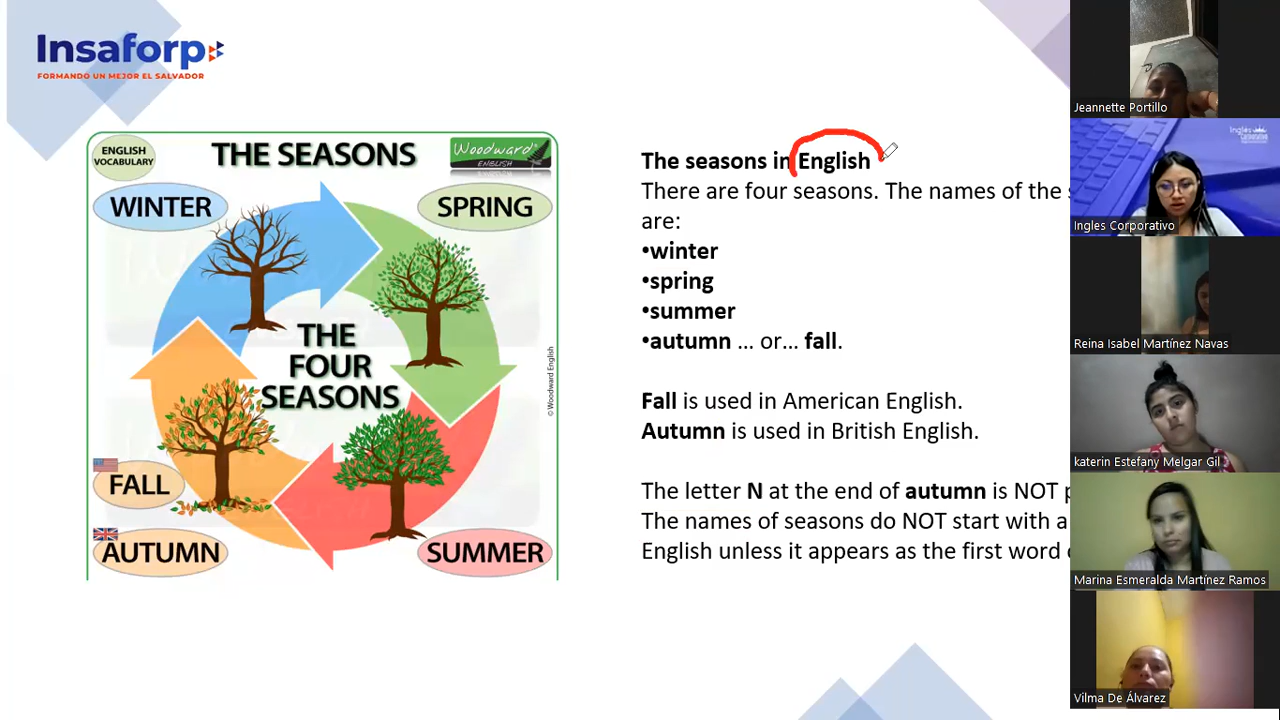 Insaforp
FORMANDO UN MEJOR EL SALVADOR
ENGLISH
VOCABULARY
THE SEASONS
Woodward
ENGLISH
WINTER
SPRING
THE
FOUR
SEASONS
FALL
AUTUMN
SUMMER
© Woodward English
The seasons in English
There are four seasons. The names of the
are:
•winter
•spring
•summer
•autumn … or… fall.
Fall is used in American English.
Autumn is used in British English.
The letter N at the end of autumn is NOT
The names of seasons do NOT start with a
English unless it appears as the first word
Jeannette Portillo
Ingles
Corporativo
Ingles Corporativo
Reina Isabel Martínez Navas
katerin Estefany Melgar Gil
Marina Esmeralda Martínez Ramos
Vilma De Álvarez